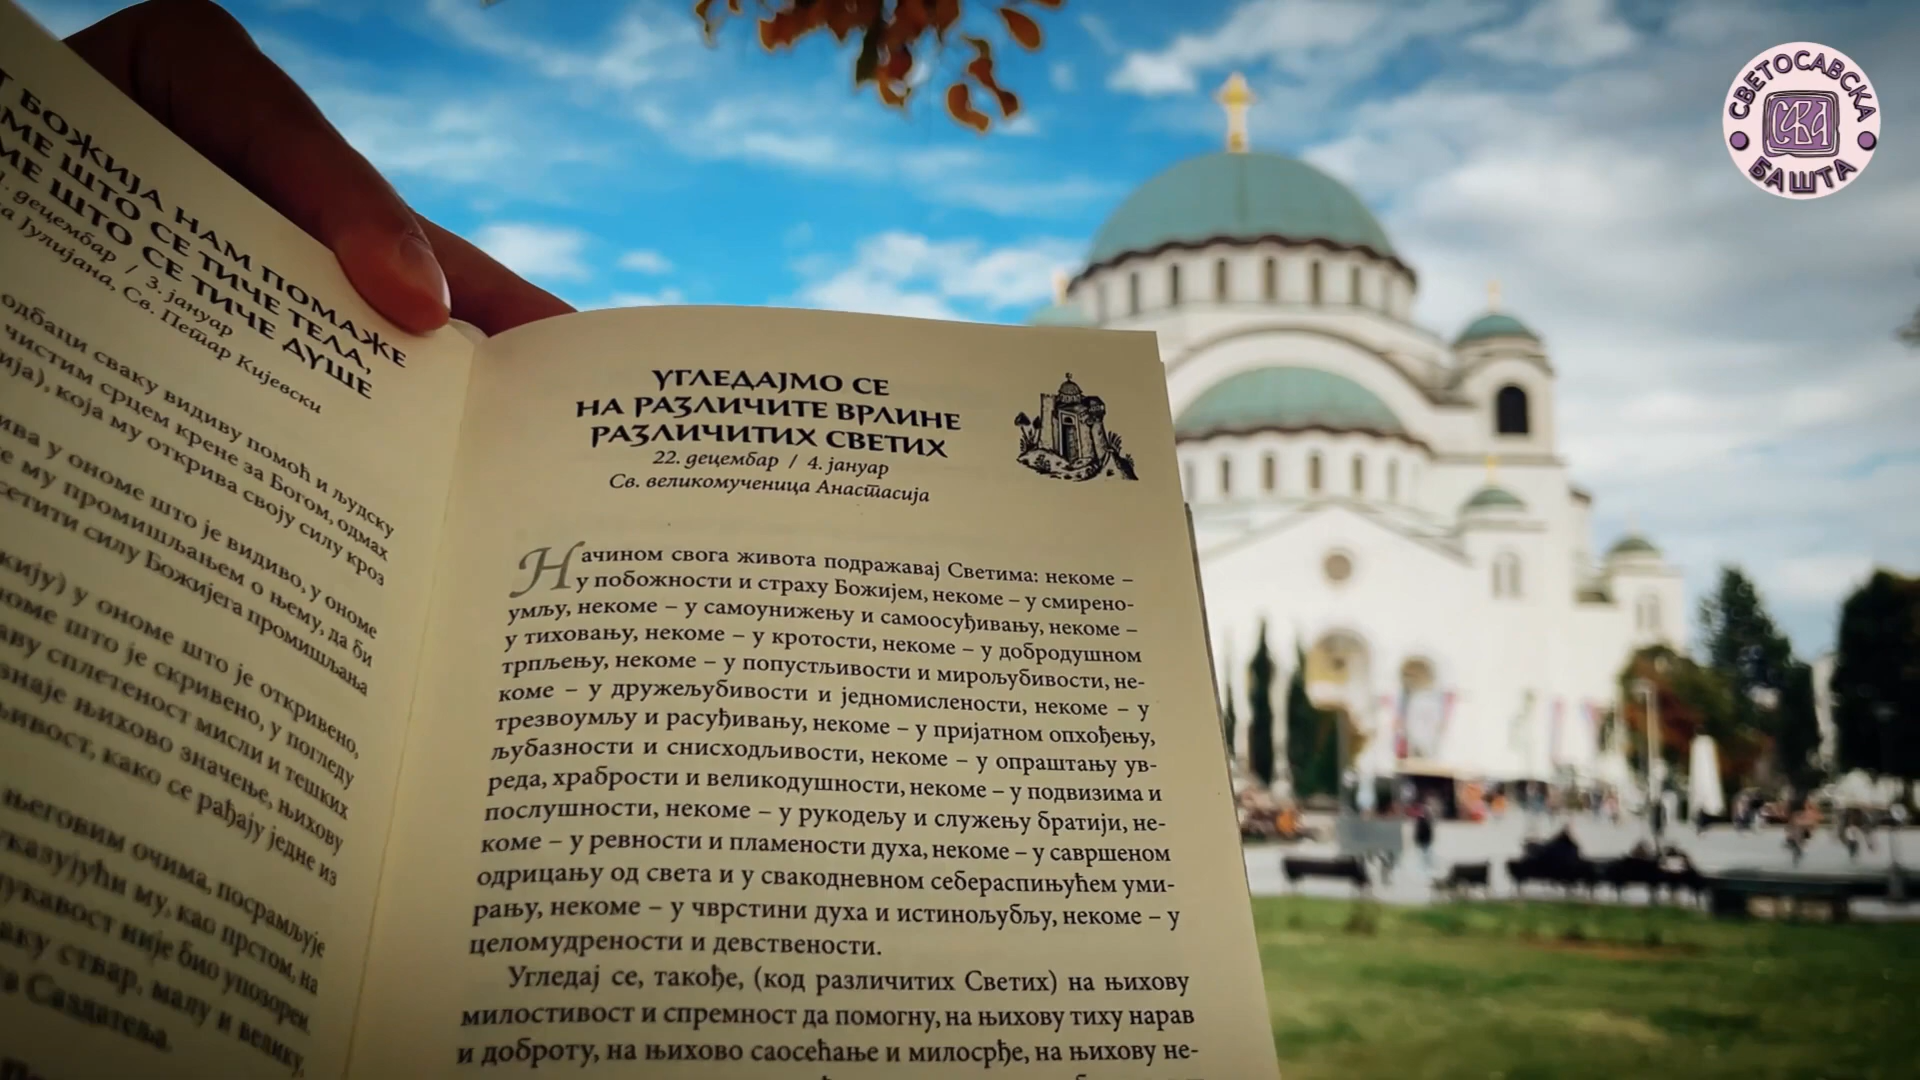 Т БОЖИЈА НАМ ПОМАЖЕ
МЕ ШТО СЕ ТИЧЕ ТЕЛА,
МЕ ШТО СЕ ТИЧЕ ДУШЕ
децембар / 3. јануар
Јулијана, Св. Петар Кијевски
одбаци сваку видиву помоћ и људску
чистим срцем крене за Богом, одмах
која му открива своју силу кроз
у ономе што је видиво, у ономе
му промишљањем о њему, да би
сетити силу Божијега промишљања
у ономе што је откривено,
што је скривено, у погледу
сплетеност мисли и тешких
њихово значење, њихову
како се рађају једне из
његовим очима, посрамљује
му, као прстом, на
није био упозорен.
ствар, малу и велику,
Саздатеља.
УГЛЕДАЈМО СЕ
НА РАЗЛИЧИТЕ ВРЛИНЕ
РАЗЛИЧИТИХ СВЕТИХ
22. децембар / 4. јануар
Св. великомученица Анастасија
Начином свога живота подражавај Светима: некоме –
у побожности и страху Божијем, некоме – у смирено-
умљу, некоме – у самоунижењу и самоосуђивању, некоме –
у тиховању, некоме – у кротости, некоме – у добродушном
трпљењу, некоме – у попустљивости и мирољубивости, не-
коме – у дружељубивости и једномислености, некоме – у
трезвоумљу и расуђивању, некоме – у пријатном опхођењу,
љубазности и снисходљивости, некоме – у опраштању ув-
реда, храбрости и великодушности, некоме – у подвизима и
послушности, некоме – у рукодељу и служењу братији, не-
коме – у ревности и пламености духа, некоме – у савршеном
одрицању од света и у свакодневном себераспињућем уми-
рању, некоме – у чврстини духа и истинољубљу, некоме – у
целомудрености и девствености.
Угледај се, такође, (код различитих Светих) на њихову
милостивост и спремност да помогну, на њихову тиху нарав
и доброту, на њихово саосећање и милосрђе, на њихову не-
СВЕТОСАВСКА
БАШТА